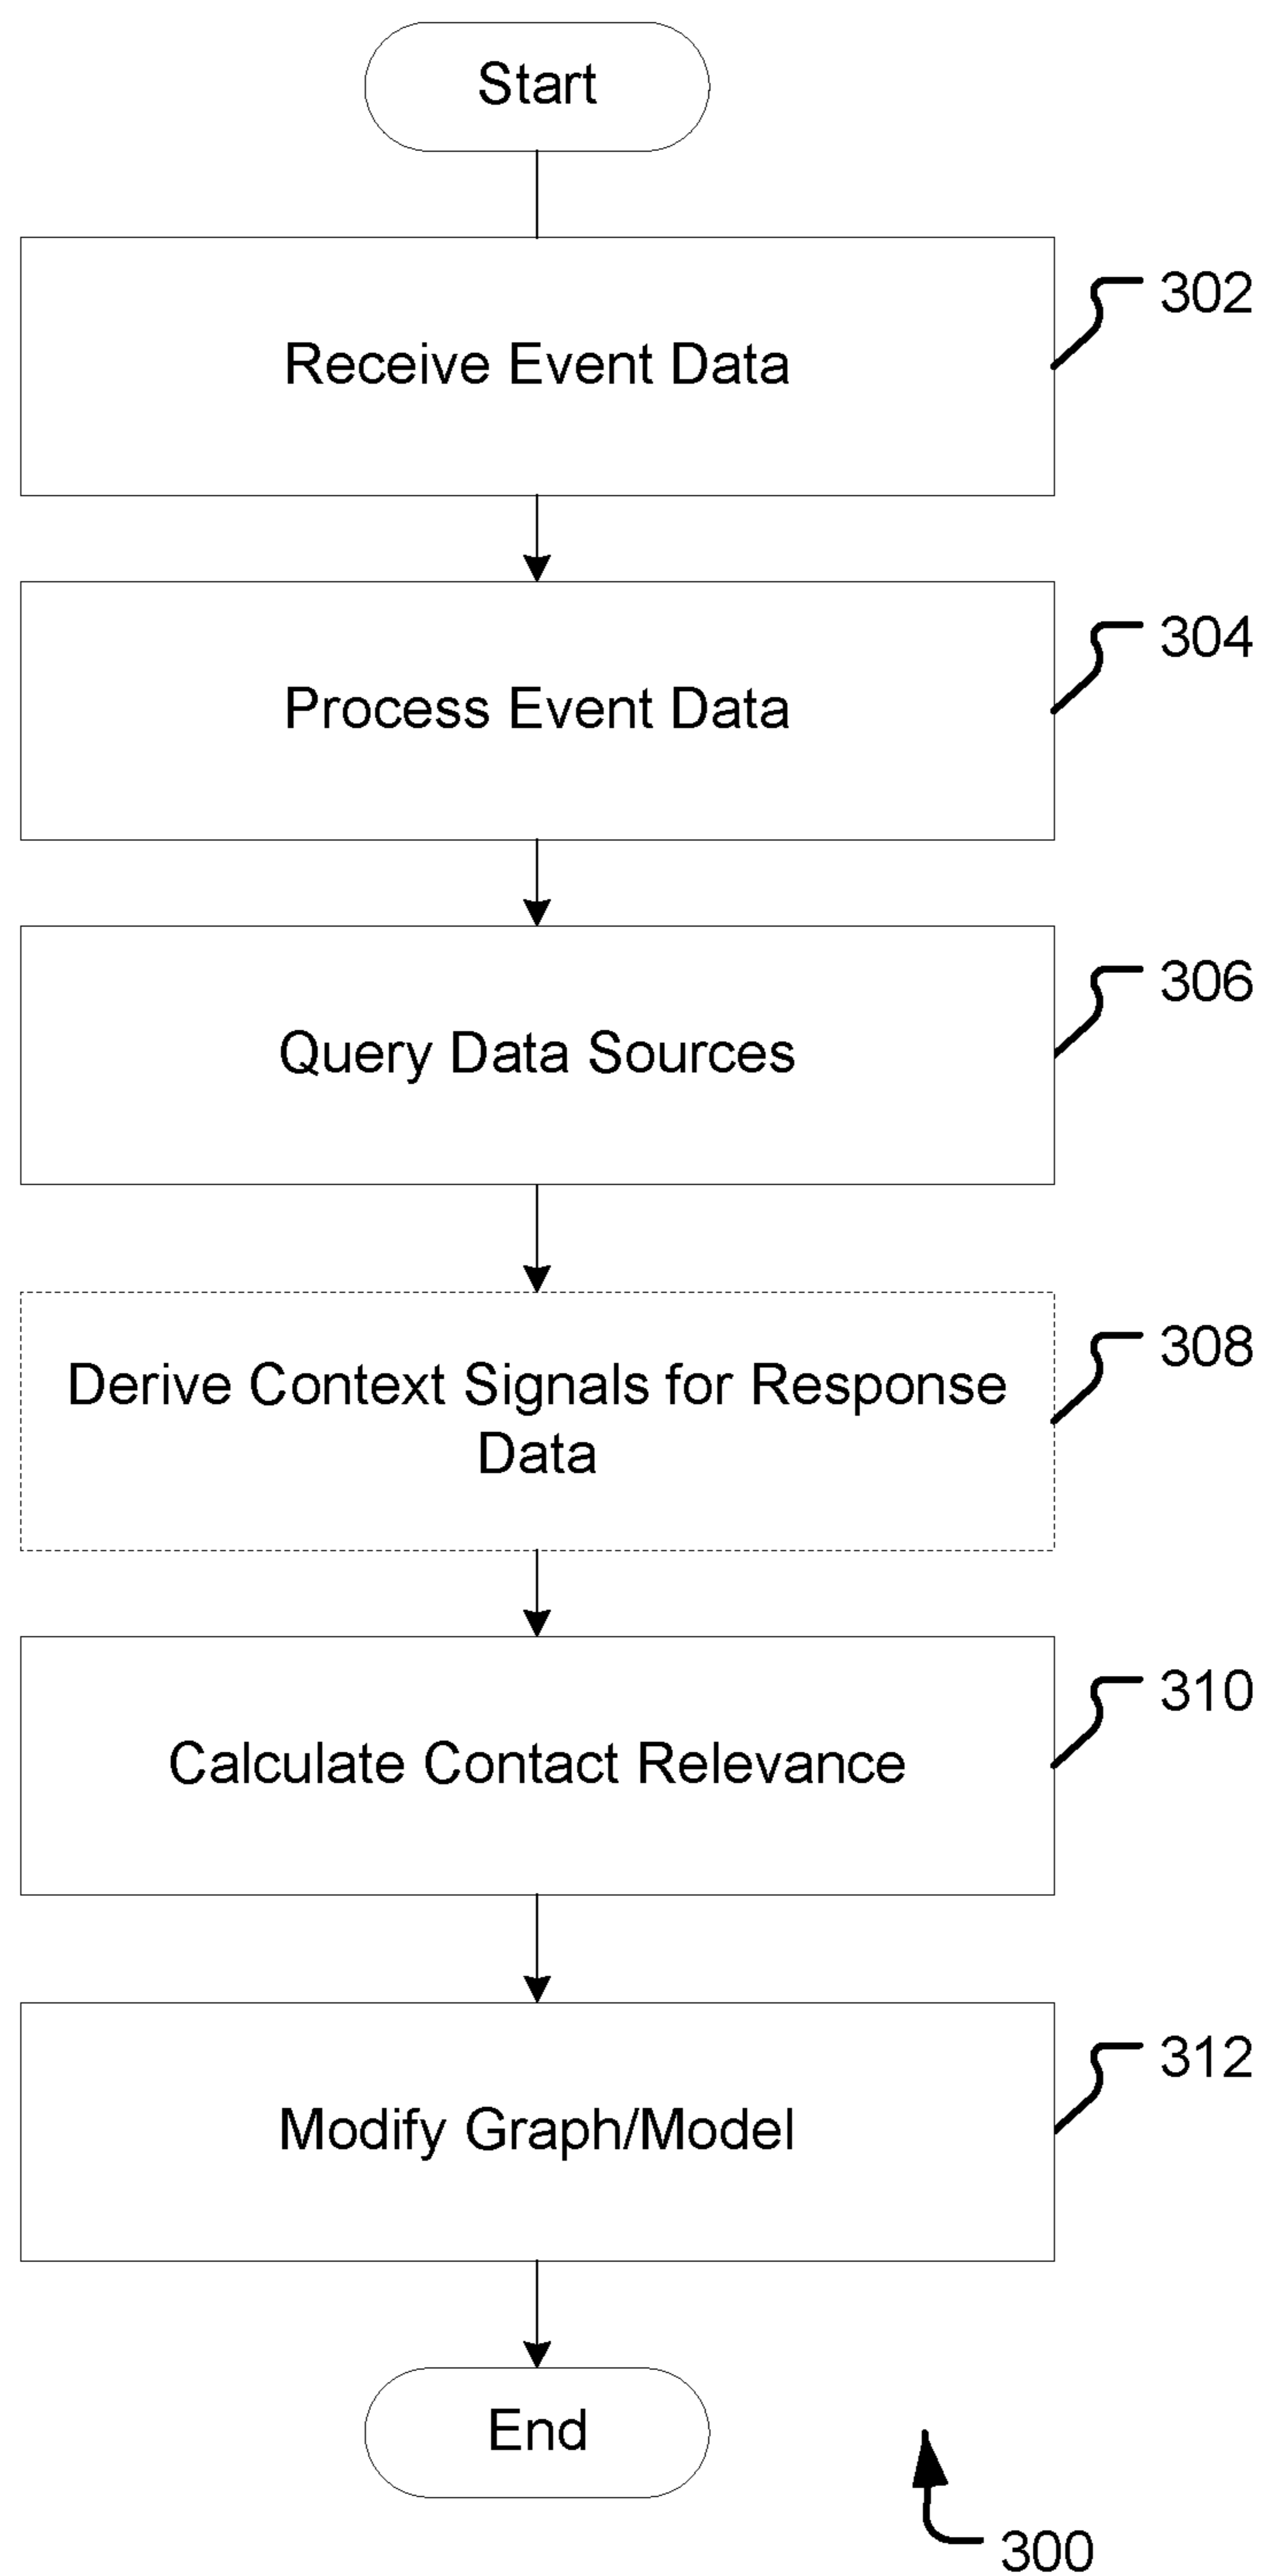 Start
Receive Event Data
302
Process Event Data
304
Query Data Sources
306
Derive Context Signals for Response
Data
308
Calculate Contact Relevance
310
Modify Graph/Model
312
End
300